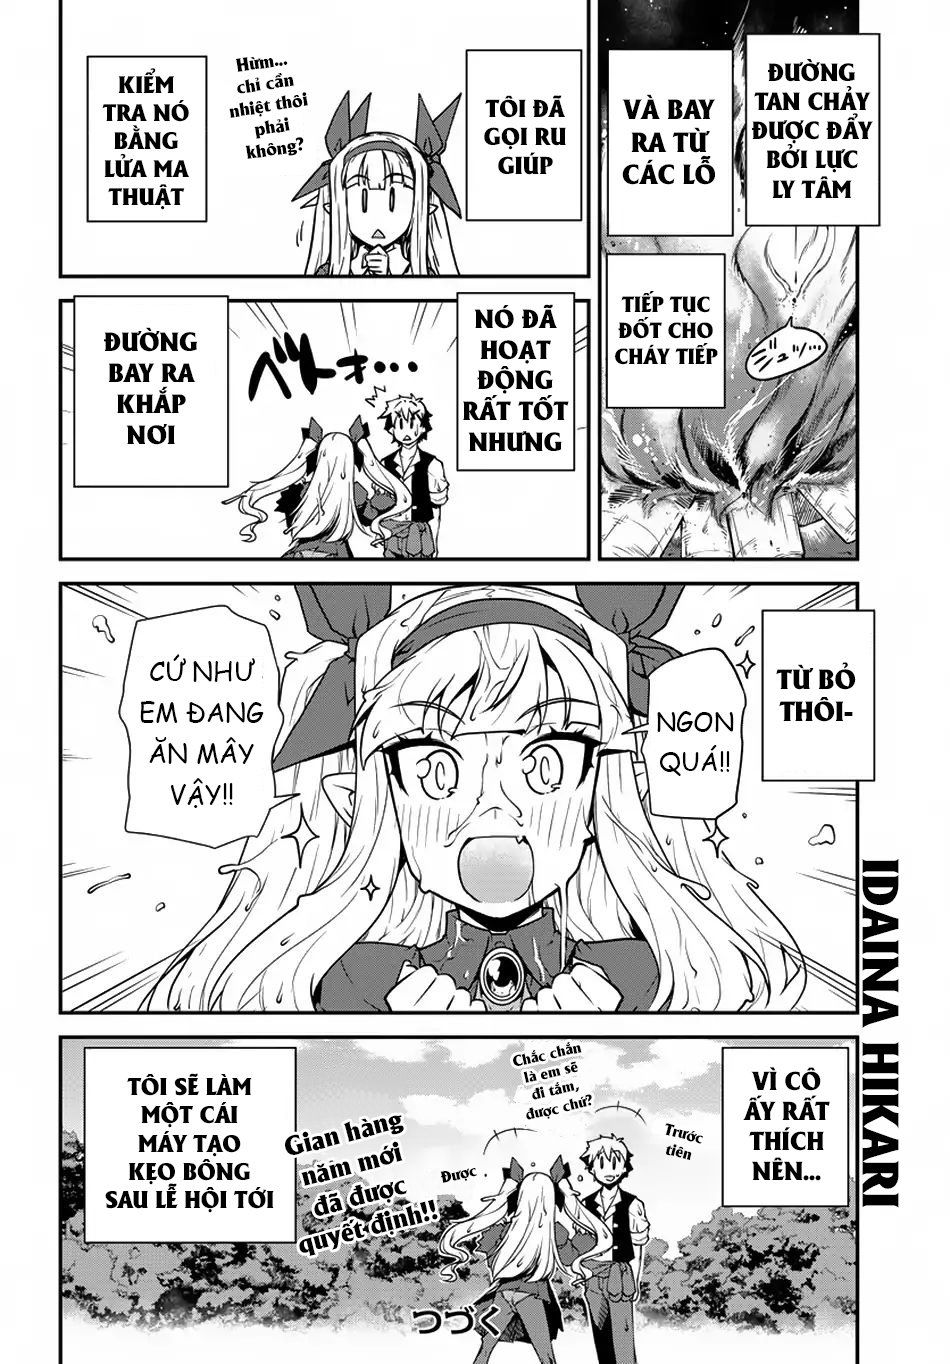 ĐƯỜNG
TAN CHẢY
ĐƯỢC ĐẨY
BỞI LỰC
LY TÂM
VÀ BAY
RA TỪ
CÁC LỖ
TIẾP TỤC
ĐỐT CHO
CHÁY TIẾP
TÔI ĐÃ
GỌI RU
GIÚP
Hừm...
chỉ cần
nhiệt thôi
phải
không?
KIỂM
TRA NÓ
BẰNG
LỬA MA
THUẬT
NÓ ĐÃ
HOẠT
ĐỘNG
RẤT TỐT
NHƯNG
ベトォ...
ĐƯỜNG
BAY RA
KHẮP
NƠI
TỪ BỎ
THÔI-
NGON
QUÁ!!
CỨ NHƯ
EM ĐANG
ĂN MÂY
VẬY!!
IDAINA HIKARI
VÌ CÔ
ẤY RẤT
THÍCH
NÊN...
Chắc chắn
là em sẽ
đi tắm,
được chứ?
Trước
tiên
Được
Gian hàng
năm mới
đã được
quyết định!!
TÔI SẼ LÀM
MỘT CÁI
MÁY TẠO
KẸO BÔNG
SAU LỄ HỘI TỚI
つづく